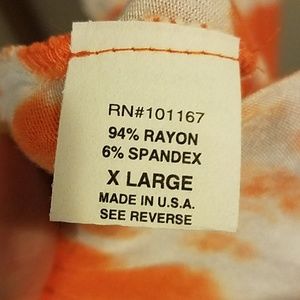 RN#101167
94% RAYON
6% SPANDEX
X LARGE
MADE IN U.S.A.
SEE REVERSE